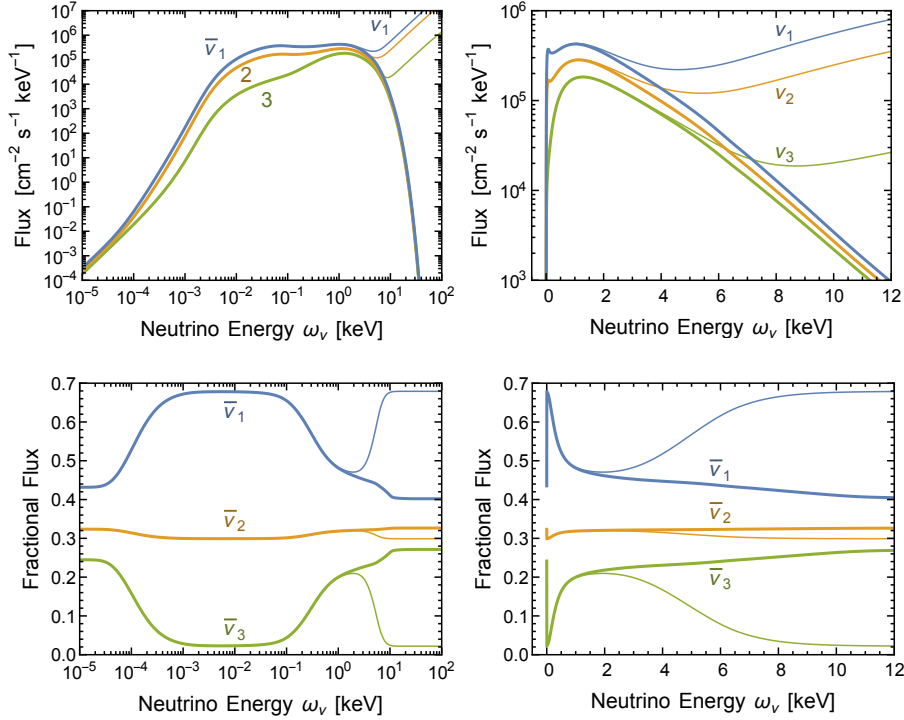 10⁷
10⁶
10⁵
10⁴
10³
10²
10¹
10⁰
10⁻¹
10⁻²
10⁻³
10⁻⁴
Flux [cm⁻² s⁻¹ keV⁻¹]
ν̅₁
2
3
ν₁
10⁻⁵ 10⁻⁴ 10⁻³ 10⁻² 10⁻¹ 10⁰ 10¹ 10²
Neutrino Energy ων [keV]
10⁶
10⁵
10⁴
10³
Flux [cm⁻² s⁻¹ keV⁻¹]
ν₁
ν₂
ν₃
0 2 4 6 8 10 12
Neutrino Energy ων [keV]
0.7
0.6
0.5
0.4
0.3
0.2
0.1
0.0
Fractional Flux
ν̅₁
ν̅₂
ν̅₃
10⁻⁵ 10⁻⁴ 10⁻³ 10⁻² 10⁻¹ 10⁰ 10¹ 10²
Neutrino Energy ων [keV]
0.7
0.6
0.5
0.4
0.3
0.2
0.1
0.0
Fractional Flux
ν̅₁
ν̅₂
ν̅₃
0 2 4 6 8 10 12
Neutrino Energy ων [keV]